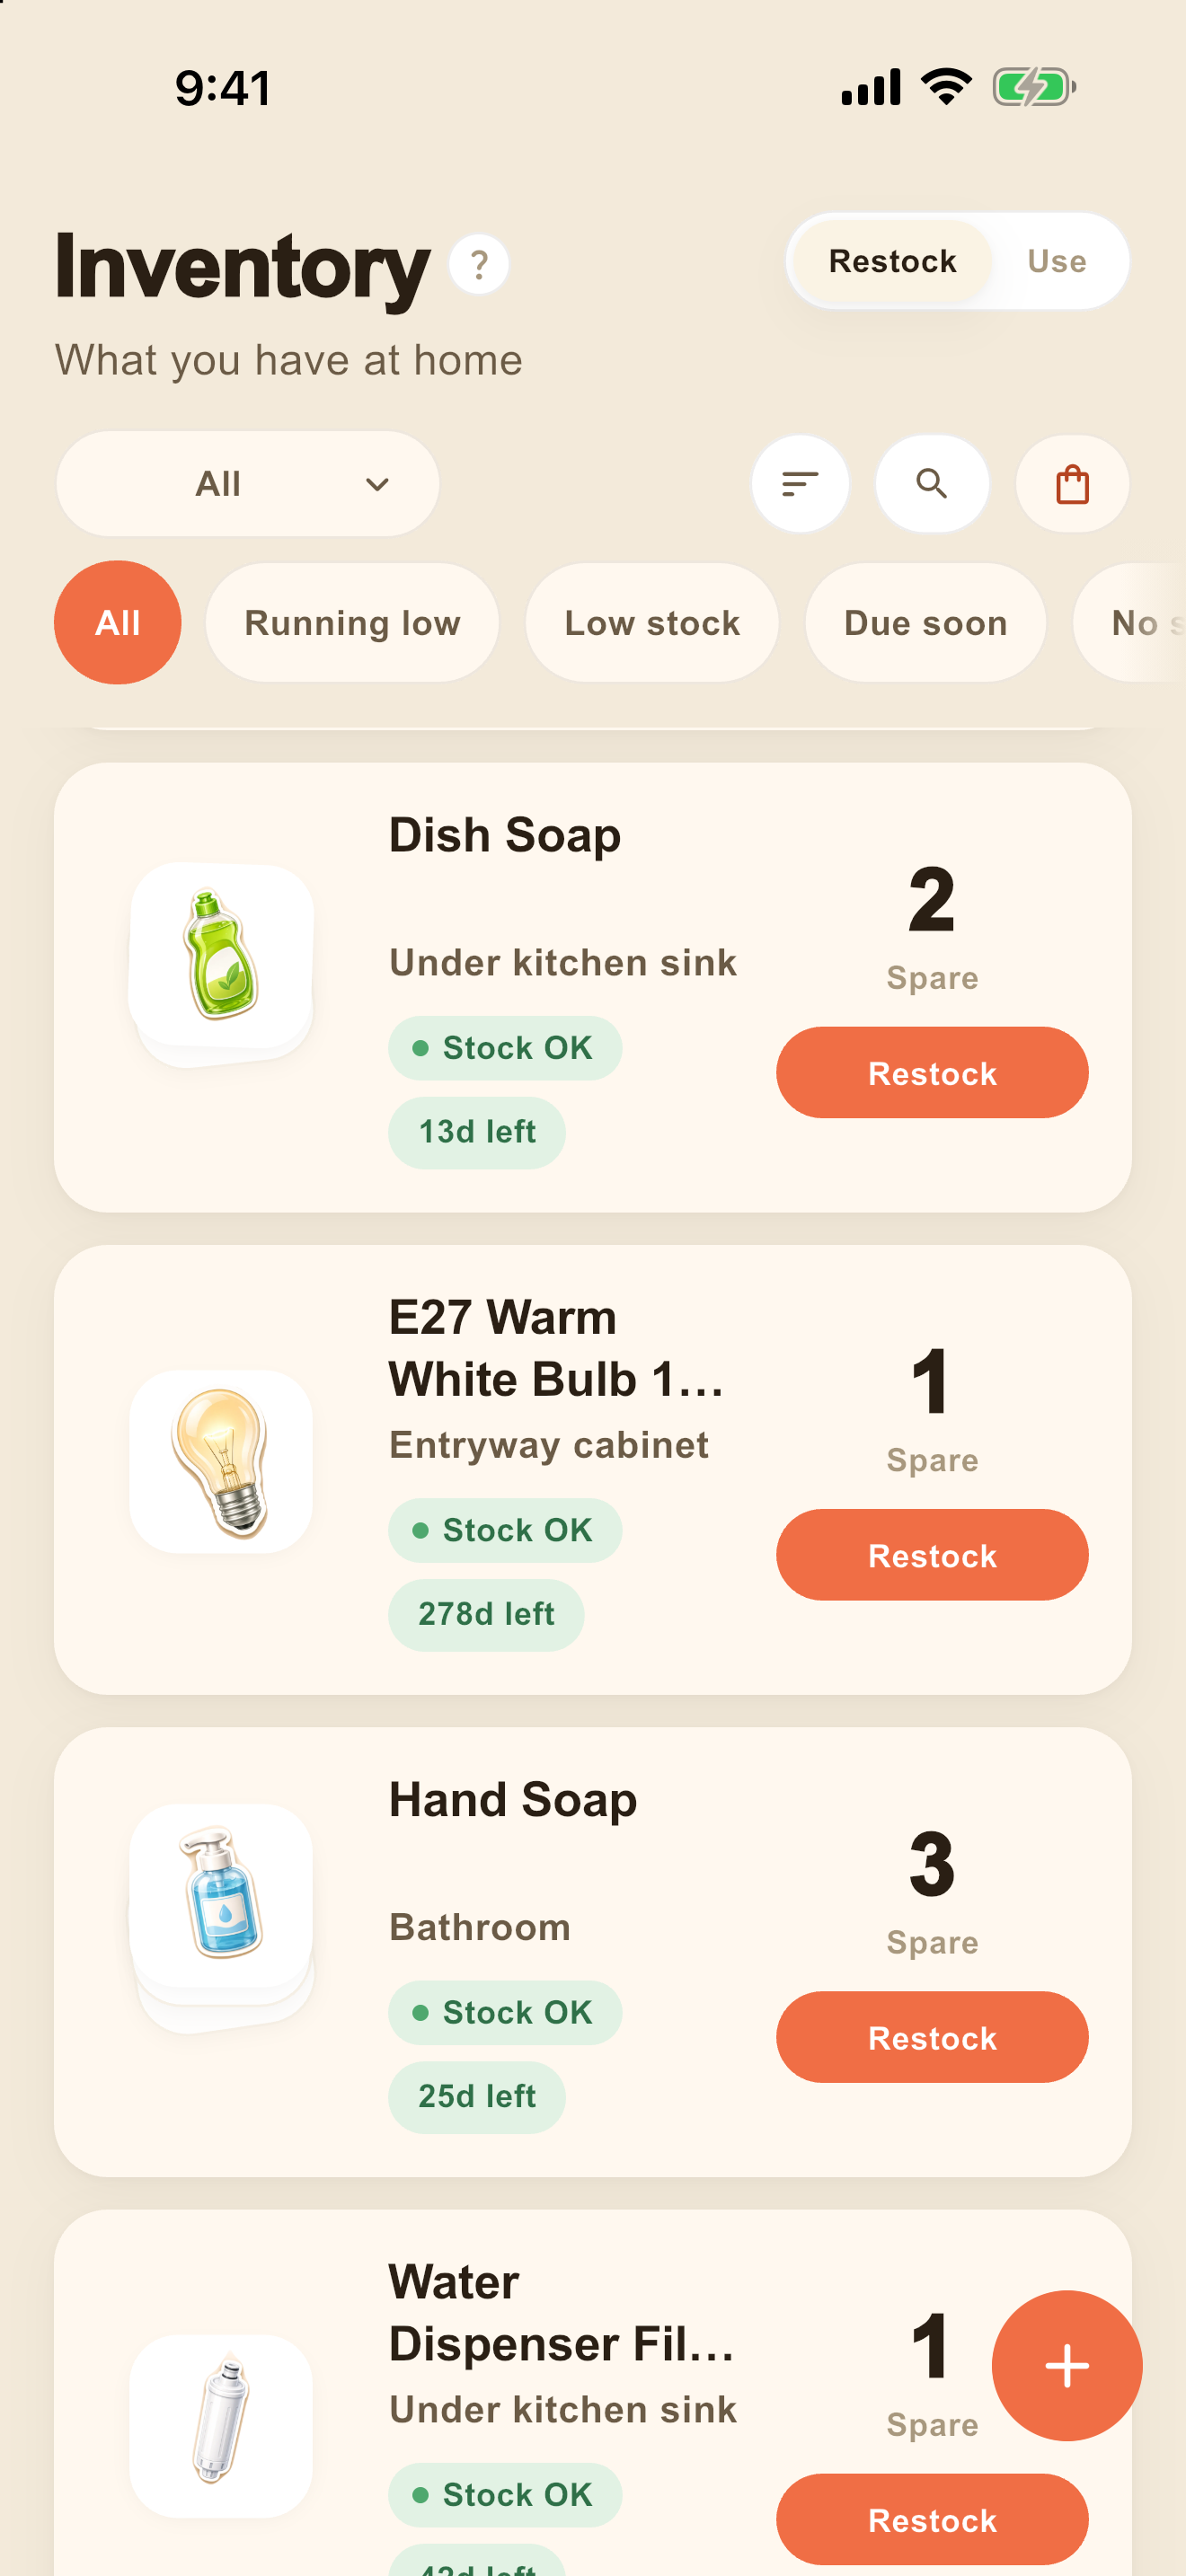 9:41
Inventory ?
Restock Use
What you have at home
All
All Running low Low stock Due soon No
Dish Soap
2
Under kitchen sink
Spare
Stock OK
Restock
13d left
E27 Warm
White Bulb 1...
1
Entryway cabinet
Spare
Stock OK
Restock
278d left
Hand Soap
3
Bathroom
Spare
Stock OK
Restock
25d left
Water
Dispenser Fil...
1
Under kitchen sink
Spare
Stock OK
Restock